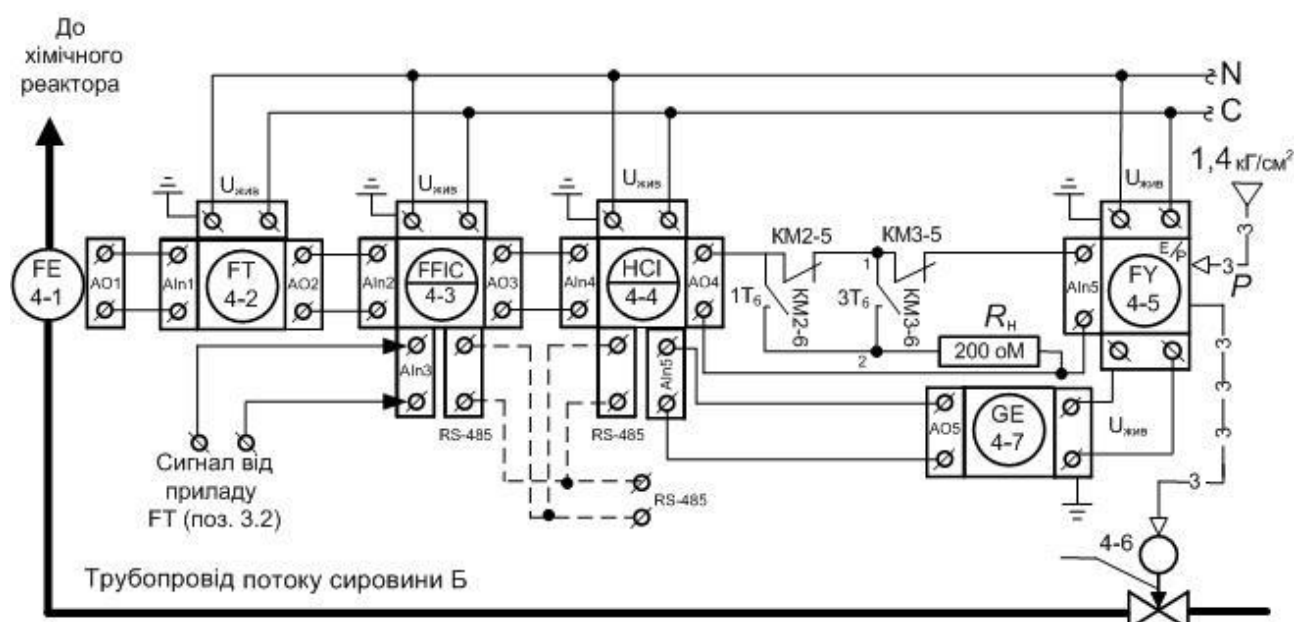 До
хімічного
реактора
N
C
1,4 кГ/см²
Uжив
Uжив
Uжив
Uжив
FE
4-1
AO1
AIn1
FT
4-2
AO2
AIn2
FFIC
4-3
AO3
AIn4
HCI
4-4
AO4
КМ2-5
КМ3-5
1
1Т6
КМ2-6
3Т6
КМ3-6
2
Rн
200 оМ
AIn5
E/P
FY
4-5
3
P
3
3
3
3
3
AIn3
RS-485
RS-485
AIn5
AO5
GE
4-7
Uжив
Сигнал від
приладу
FT (поз. 3.2)
RS-485
4-6
Трубопровід потоку сировини Б